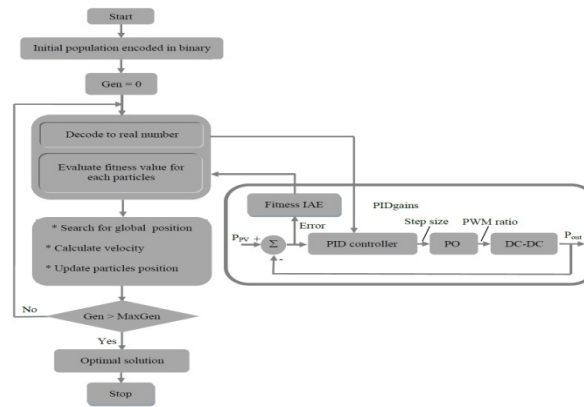 Start
Initial population encoded in binary
Gen = 0
Decode to real number
Evaluate fitness value for
each particles
* Search for global position
* Calculate velocity
* Update particles position
No
Gen > MaxGen
Yes
Optimal solution
Stop
Fitness IAE
Error
PIDgains
Step size
PWM ratio
P_PV
+
Σ
-
PID controller
PO
DC-DC
P_out